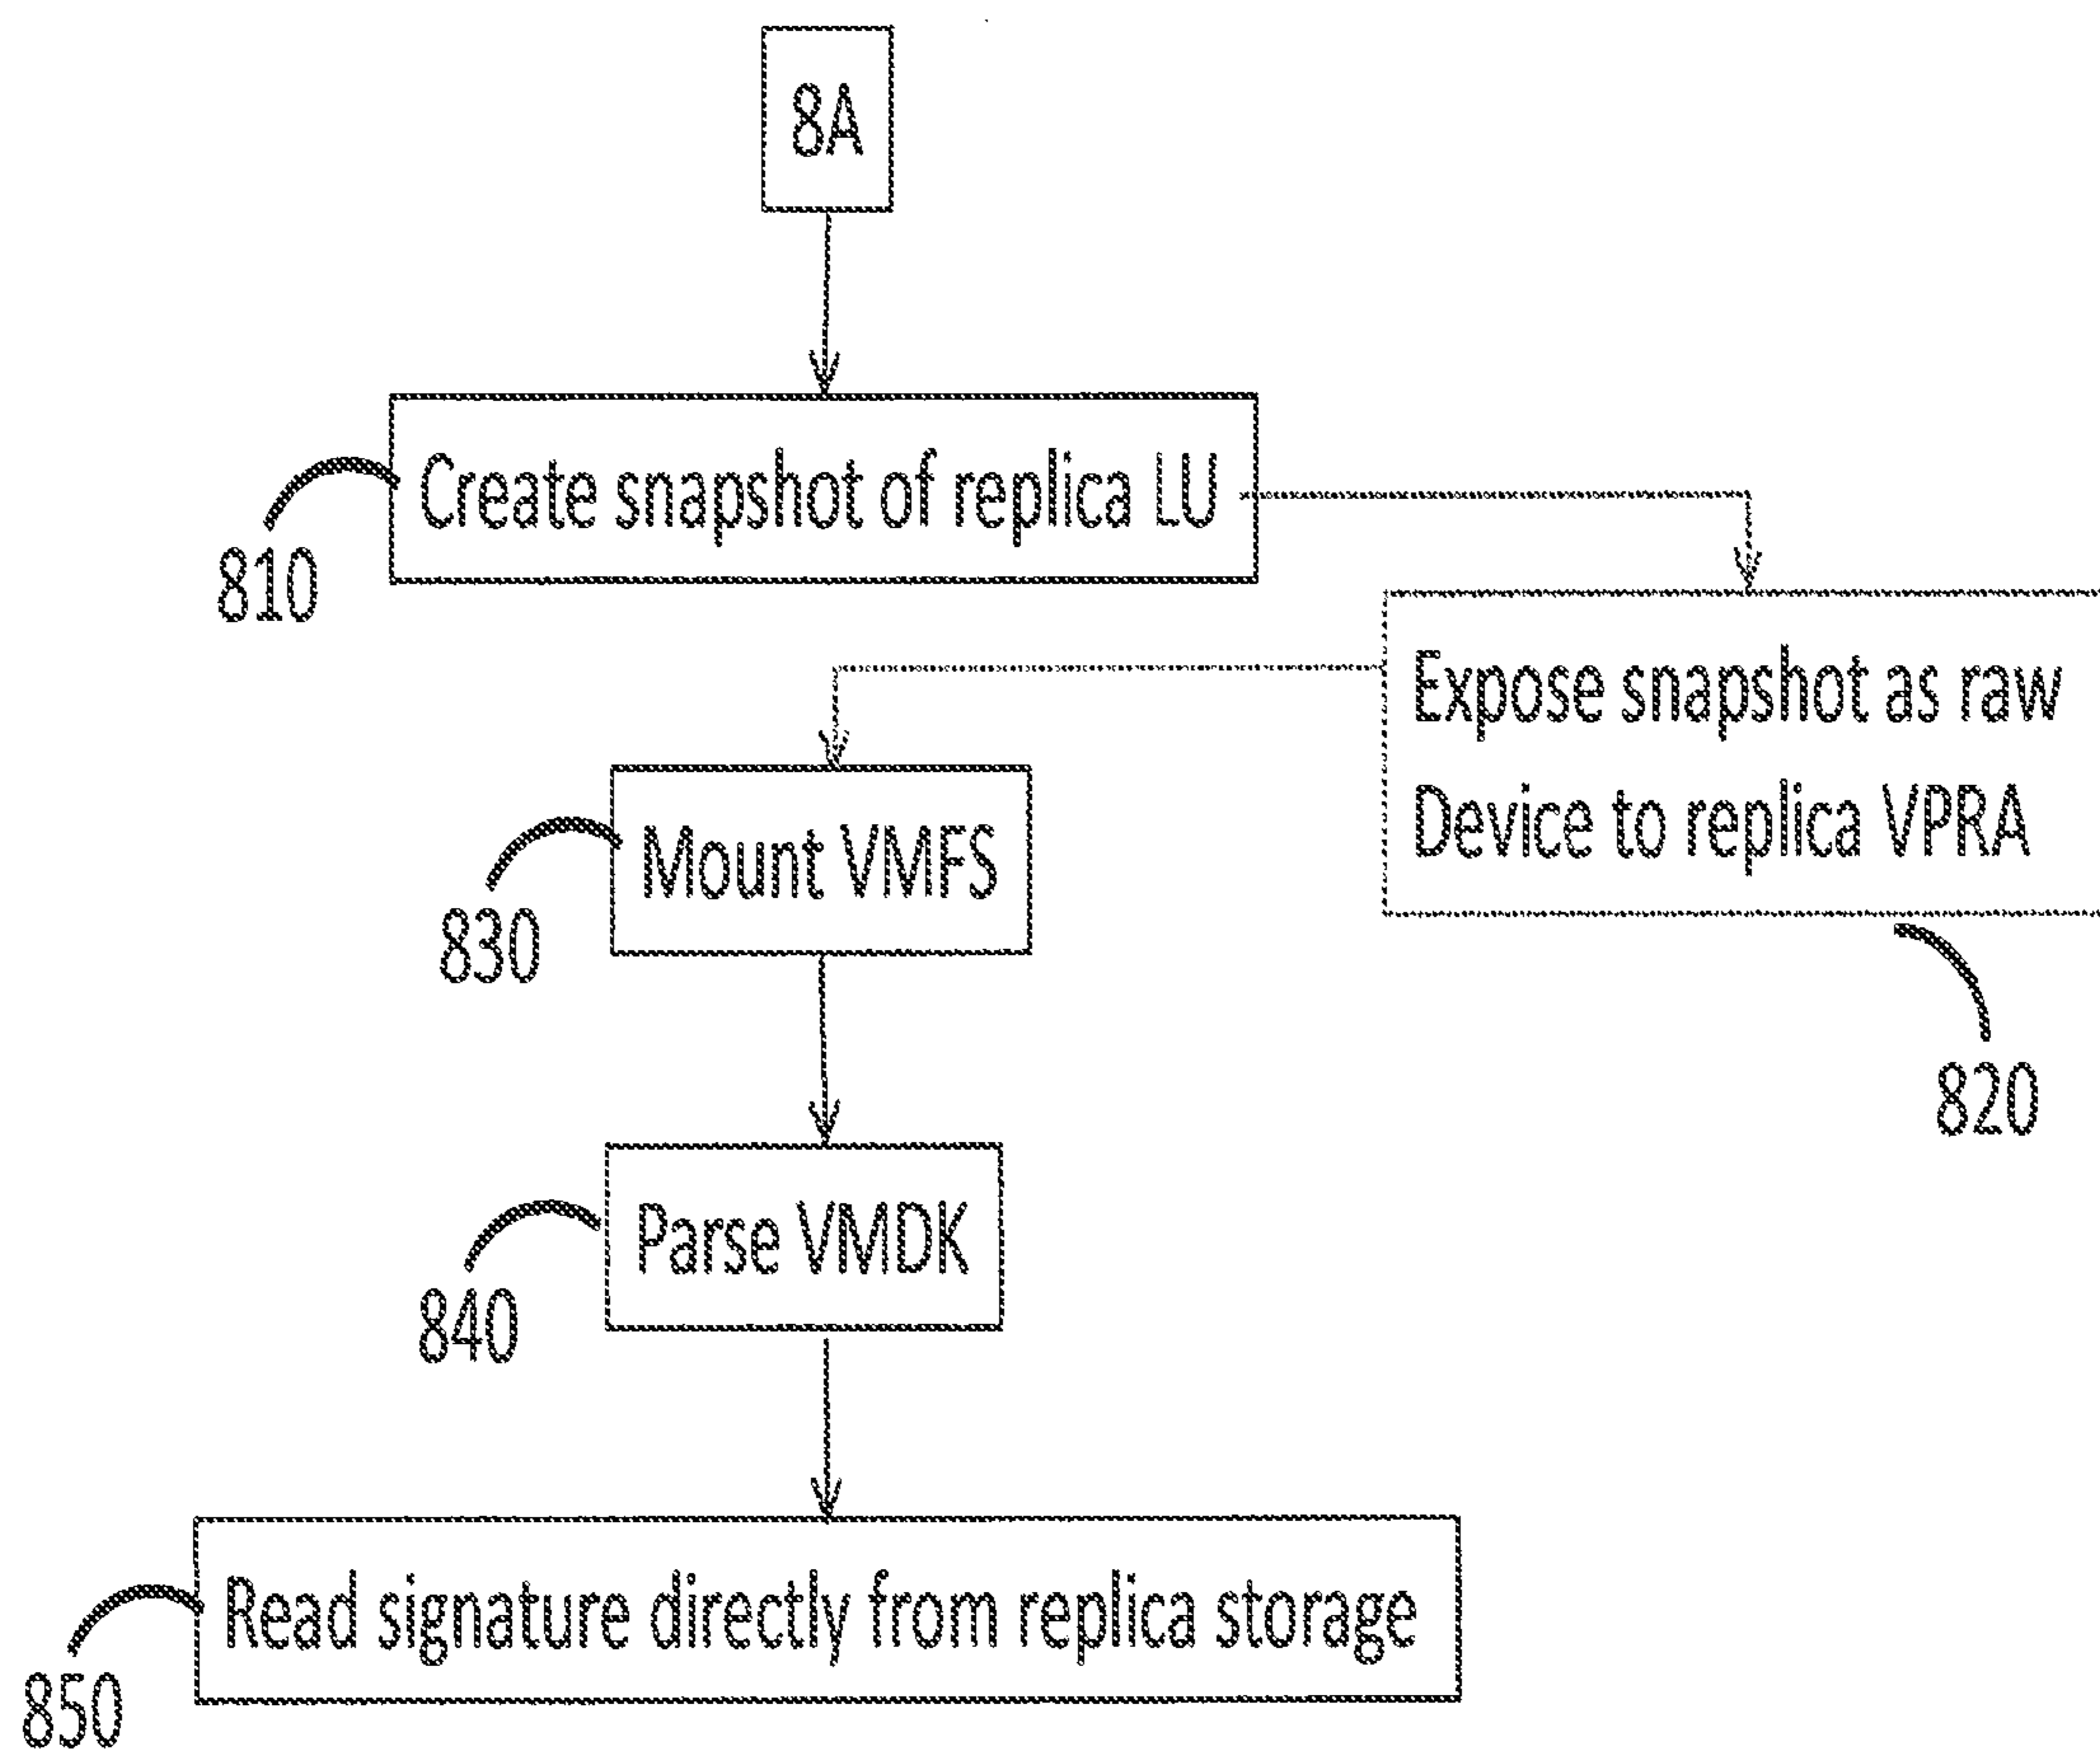 8A
Create snapshot of replica LU
810
Expose snapshot as raw
Device to replica VPRA
820
Mount VMFS
830
Parse VMDK
840
Read signature directly from replica storage
850